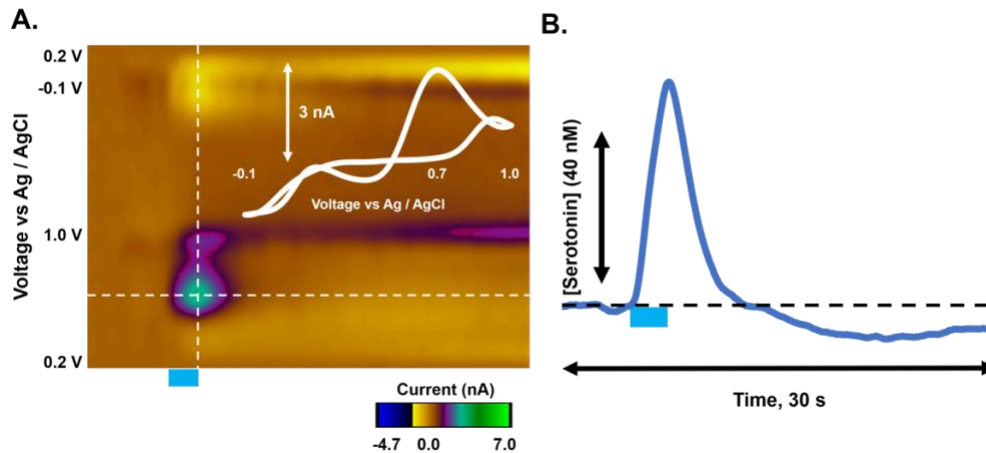 A.
0.2 V
-0.1 V
1.0 V
0.2 V
Voltage vs Ag / AgCl
3 nA
-0.1
0.7
1.0
Voltage vs Ag / AgCl
Current (nA)
-4.7
0.0
7.0
B.
[Serotonin] (40 nM)
Time, 30 s